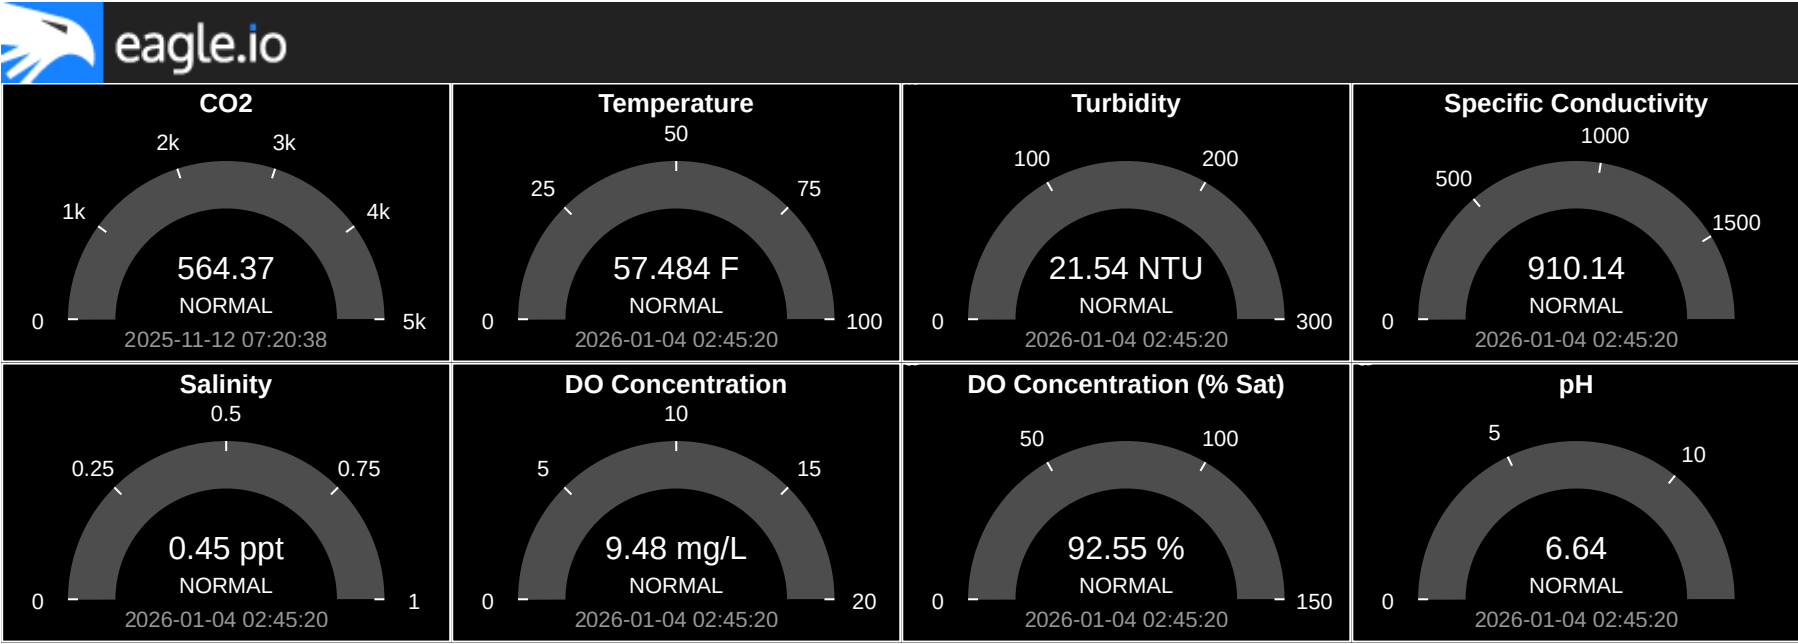 eagle.io
CO2
2k
3k
1k
4k
564.37
NORMAL
0
5k
2025-11-12 07:20:38
Temperature
50
25
75
57.484 F
NORMAL
0
100
2026-01-04 02:45:20
Turbidity
100
200
21.54 NTU
NORMAL
0
300
2026-01-04 02:45:20
Specific Conductivity
1000
500
1500
910.14
NORMAL
0
2026-01-04 02:45:20
Salinity
0.5
0.25
0.75
0.45 ppt
NORMAL
0
1
2026-01-04 02:45:20
DO Concentration
10
5
15
9.48 mg/L
NORMAL
0
20
2026-01-04 02:45:20
DO Concentration (% Sat)
50
100
92.55 %
NORMAL
0
150
2026-01-04 02:45:20
pH
5
10
6.64
NORMAL
0
2026-01-04 02:45:20